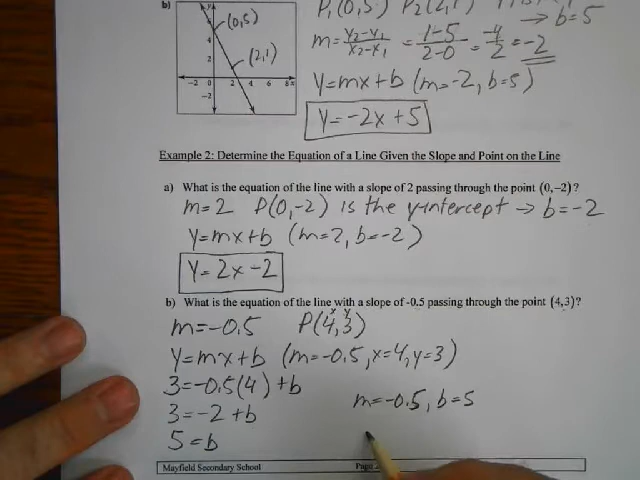 b)
(0,5)
(2,1)
P₁(0,5) P₂(2,1)
→ b=5
m = y₂-y₁/x₂-x₁ = 1-5/2-0 = -4/2 = -2
y=mx+b (m=-2, b=5)
y=-2x+5
Example 2: Determine the Equation of a Line Given the Slope and Point on the Line
a) What is the equation of the line with a slope of 2 passing through the point (0,-2)?
m=2 P(0,-2) is the y-intercept → b=-2
y=mx+b (m=2, b=-2)
y=2x-2
b) What is the equation of the line with a slope of -0.5 passing through the point (4,3)?
x y
m=-0.5 P(4,3)
y=mx+b (m=-0.5, x=4, y=3)
3=-0.5(4)+b
m=-0.5, b=5
3=-2+b
5=b
Mayfield Secondary School Page